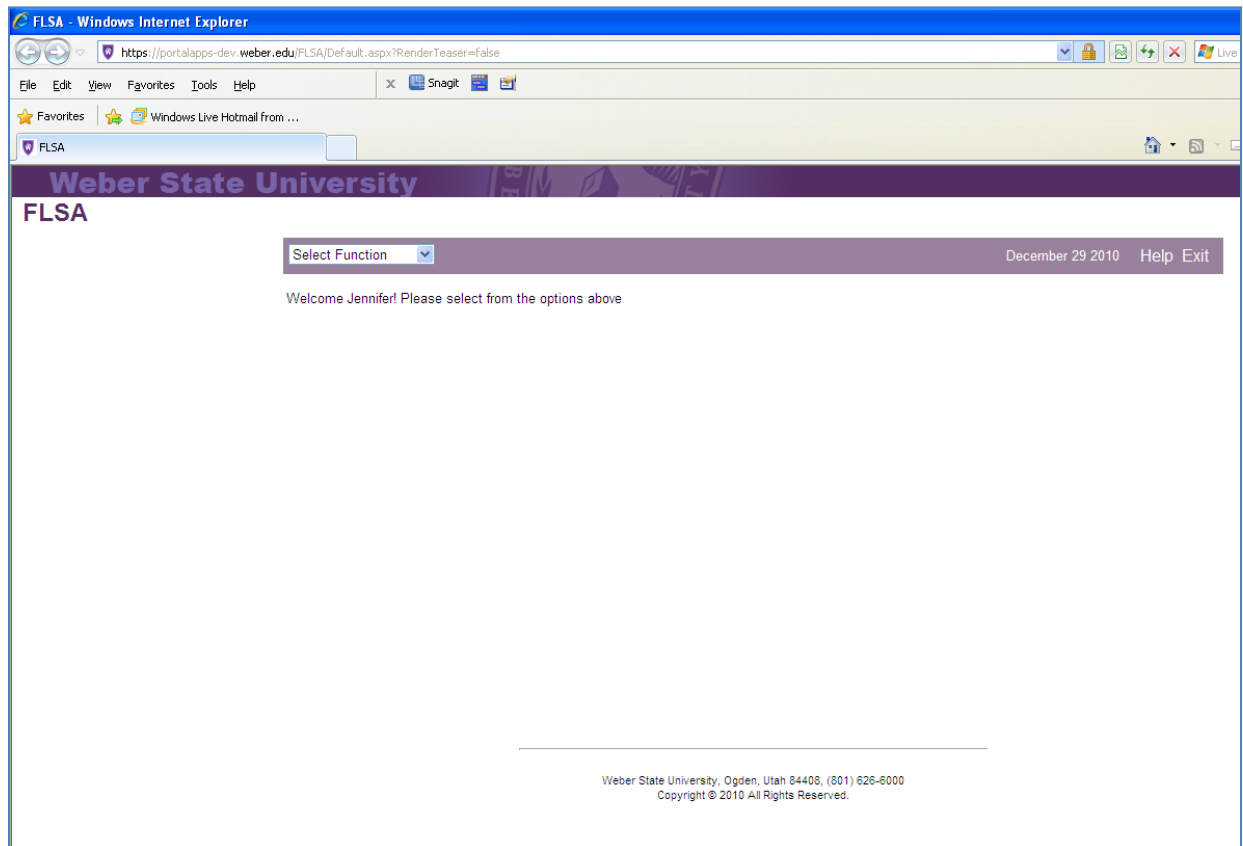 FLSA - Windows Internet Explorer
https://portalapps-dev.weber.edu/FLSA/Default.aspx?RenderTeaser=false
Live
File Edit View Favorites Tools Help x Snagit
Favorites Windows Live Hotmail from ...
FLSA
Weber State University
FLSA
Select Function December 29 2010 Help Exit
Welcome Jennifer! Please select from the options above
Weber State University, Ogden, Utah 84408, (801) 626-6000
Copyright © 2010 All Rights Reserved.